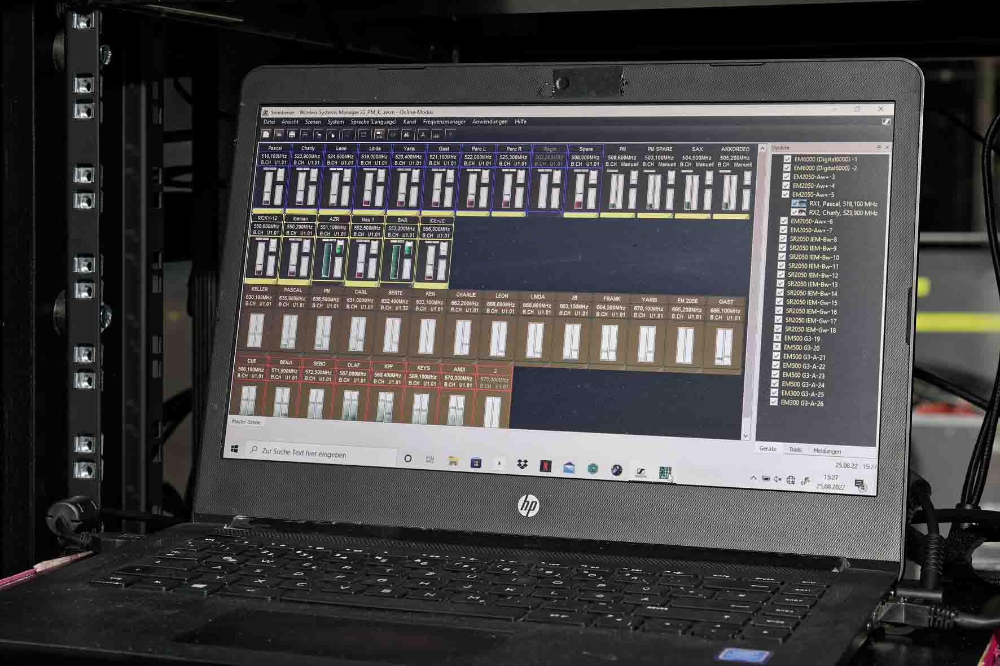 Sennheiser - Wireless Systems Manager 22_PM_K_.wsm - Online-Modus
Datei Ansicht Szenen System Sprache (Language) Kanal Frequenzmanager Anwendungen Hilfe
Pascal Charly Leon Linda Yaris Gast Perc L Perc R Regie Spare PM PM SPARE SAX AKKORDEO
518,100MHz 523,900MHz 524,500MHz 519,000MHz 520,400MHz 521,100MHz 522,000MHz 525,300MHz 502,200MHz 508,000MHz 508,600MHz 503,100MHz 504,500MHz 505,200MHz
B.CH U1.01 B.CH U1.01 B.CH U1.01 B.CH U1.01 B.CH U1.01 B.CH U1.01 B.CH U1.01 B.CH U1.01 B.CH U1.01 B.CH U1.01 B.CH Manuell B.CH Manuell B.CH Manuell B.CH Manuell
RICKY-12 Iceman AZR Neu 1 BAR ICE+JC
556,600MHz 550,200MHz 551,100MHz 552,500MHz 553,200MHz 556,000MHz
B.CH U1.01 B.CH U1.01 B.CH U1.01 B.CH U1.01 B.CH U1.01 B.CH U1.01
KELLER PASCAL PM CARL BERTE KEN CHARLIE LEON LINDA JB FRANK YARIS EM 2050 GAST
630,100MHz 635,900MHz 636,500MHz 631,000MHz 632,400MHz 633,100MHz 662,200MHz 668,000MHz 668,600MHz 663,100MHz 664,500MHz 678,100MHz 665,200MHz 666,100MHz
B.CH U1.01 B.CH U1.01 B.CH U1.01 B.CH U1.01 B.CH U1.32 B.CH U1.01 B.CH U1.01 B.CH U1.01 B.CH U1.01 B.CH U1.01 B.CH U1.01 B.CH U1.01 B.CH U1.01 B.CH U1.01
CUE BENJI SEBO OLAF KPF KEYS ANDI 2
566,100MHz 571,900MHz 572,500MHz 567,000MHz 568,400MHz 569,100MHz 570,000MHz 573,300MHz
B.CH U1.01 B.CH U1.01 B.CH U1.01 B.CH U1.01 B.CH U1.01 B.CH U1.01 B.CH U1.01 B.CH U1.01
Master-Szene
System
EM6000 (Digital6000) -1
EM6000 (Digital6000) -2
EM2050-Aw+-3
EM2050-Aw+-4
EM2050-Aw+-5
RX1, Pascal, 518,100 MHz
RX2, Charly, 523,900 MHz
EM2050-Aw+-6
EM2050-Aw+-7
SR2050 IEM-Bw-8
SR2050 IEM-Bw-9
SR2050 IEM-Bw-10
SR2050 IEM-Bw-11
SR2050 IEM-Bw-12
SR2050 IEM-Bw-13
SR2050 IEM-Bw-14
SR2050 IEM-Gw-15
SR2050 IEM-Gw-16
SR2050 IEM-Gw-17
SR2050 IEM-Gw-18
EM500 G3-19
EM500 G3-20
EM500 G3-A-21
EM500 G3-A-22
EM500 G3-A-23
EM500 G3-A-24
EM300 G3-A-25
EM300 G3-A-26
Geräte Tools Meldungen
25.08.22 15:27
Zur Suche Text hier eingeben
15:27
25.08.2022
hp